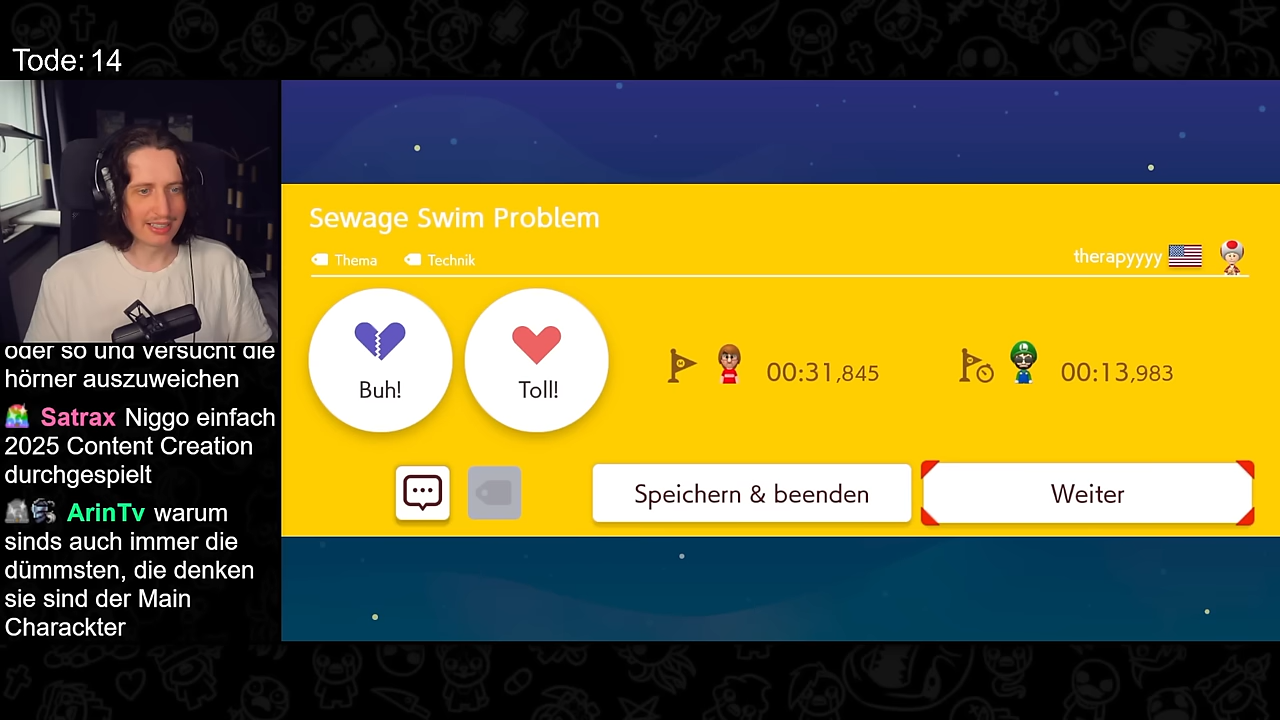 Tode: 14
oder so und versucht die
hörner auszuweichen
Satrax Niggo einfach
2025 Content Creation
durchgespielt
ArinTv warum
sinds auch immer die
dümmsten, die denken
sie sind der Main
Charackter
Sewage Swim Problem
Thema Technik
therapyyyy
Buh!
Toll!
00:31,845
00:13,983
Speichern & beenden
Weiter